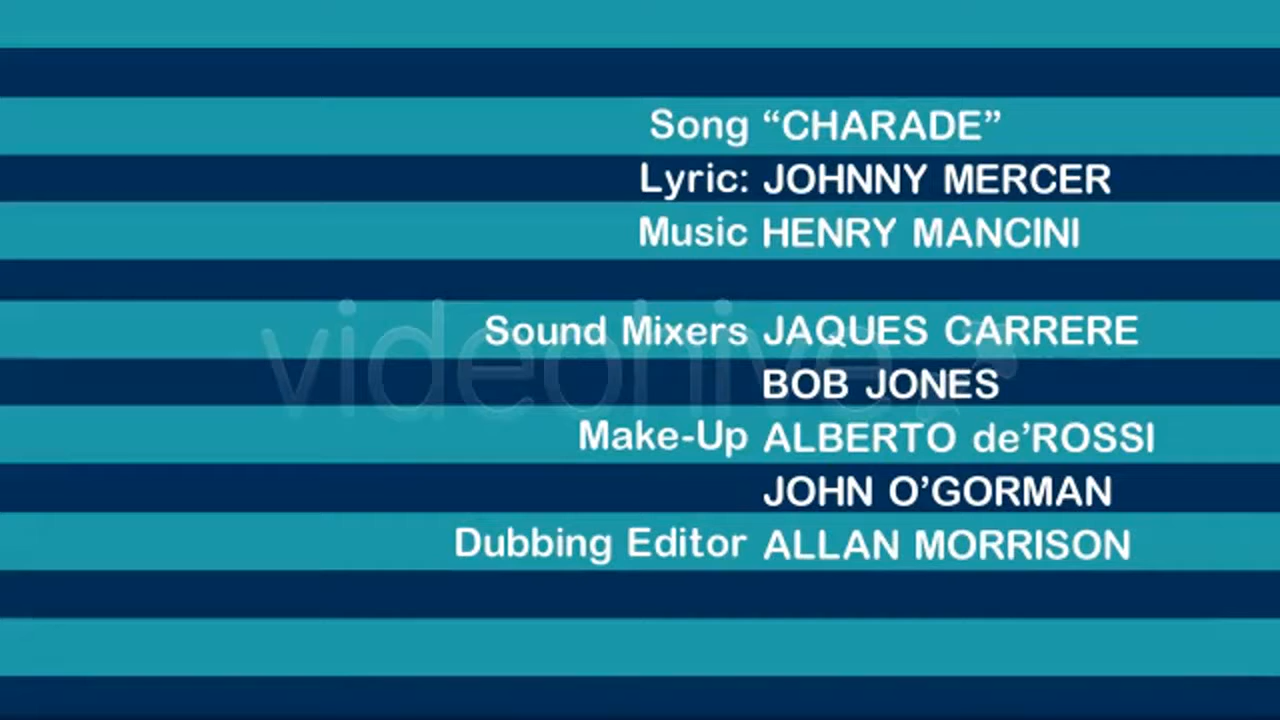 Song “CHARADE”
Lyric: JOHNNY MERCER
Music HENRY MANCINI
Sound Mixers JAQUES CARRERE
BOB JONES
Make-Up ALBERTO de’ROSSI
JOHN O’GORMAN
Dubbing Editor ALLAN MORRISON
videohive